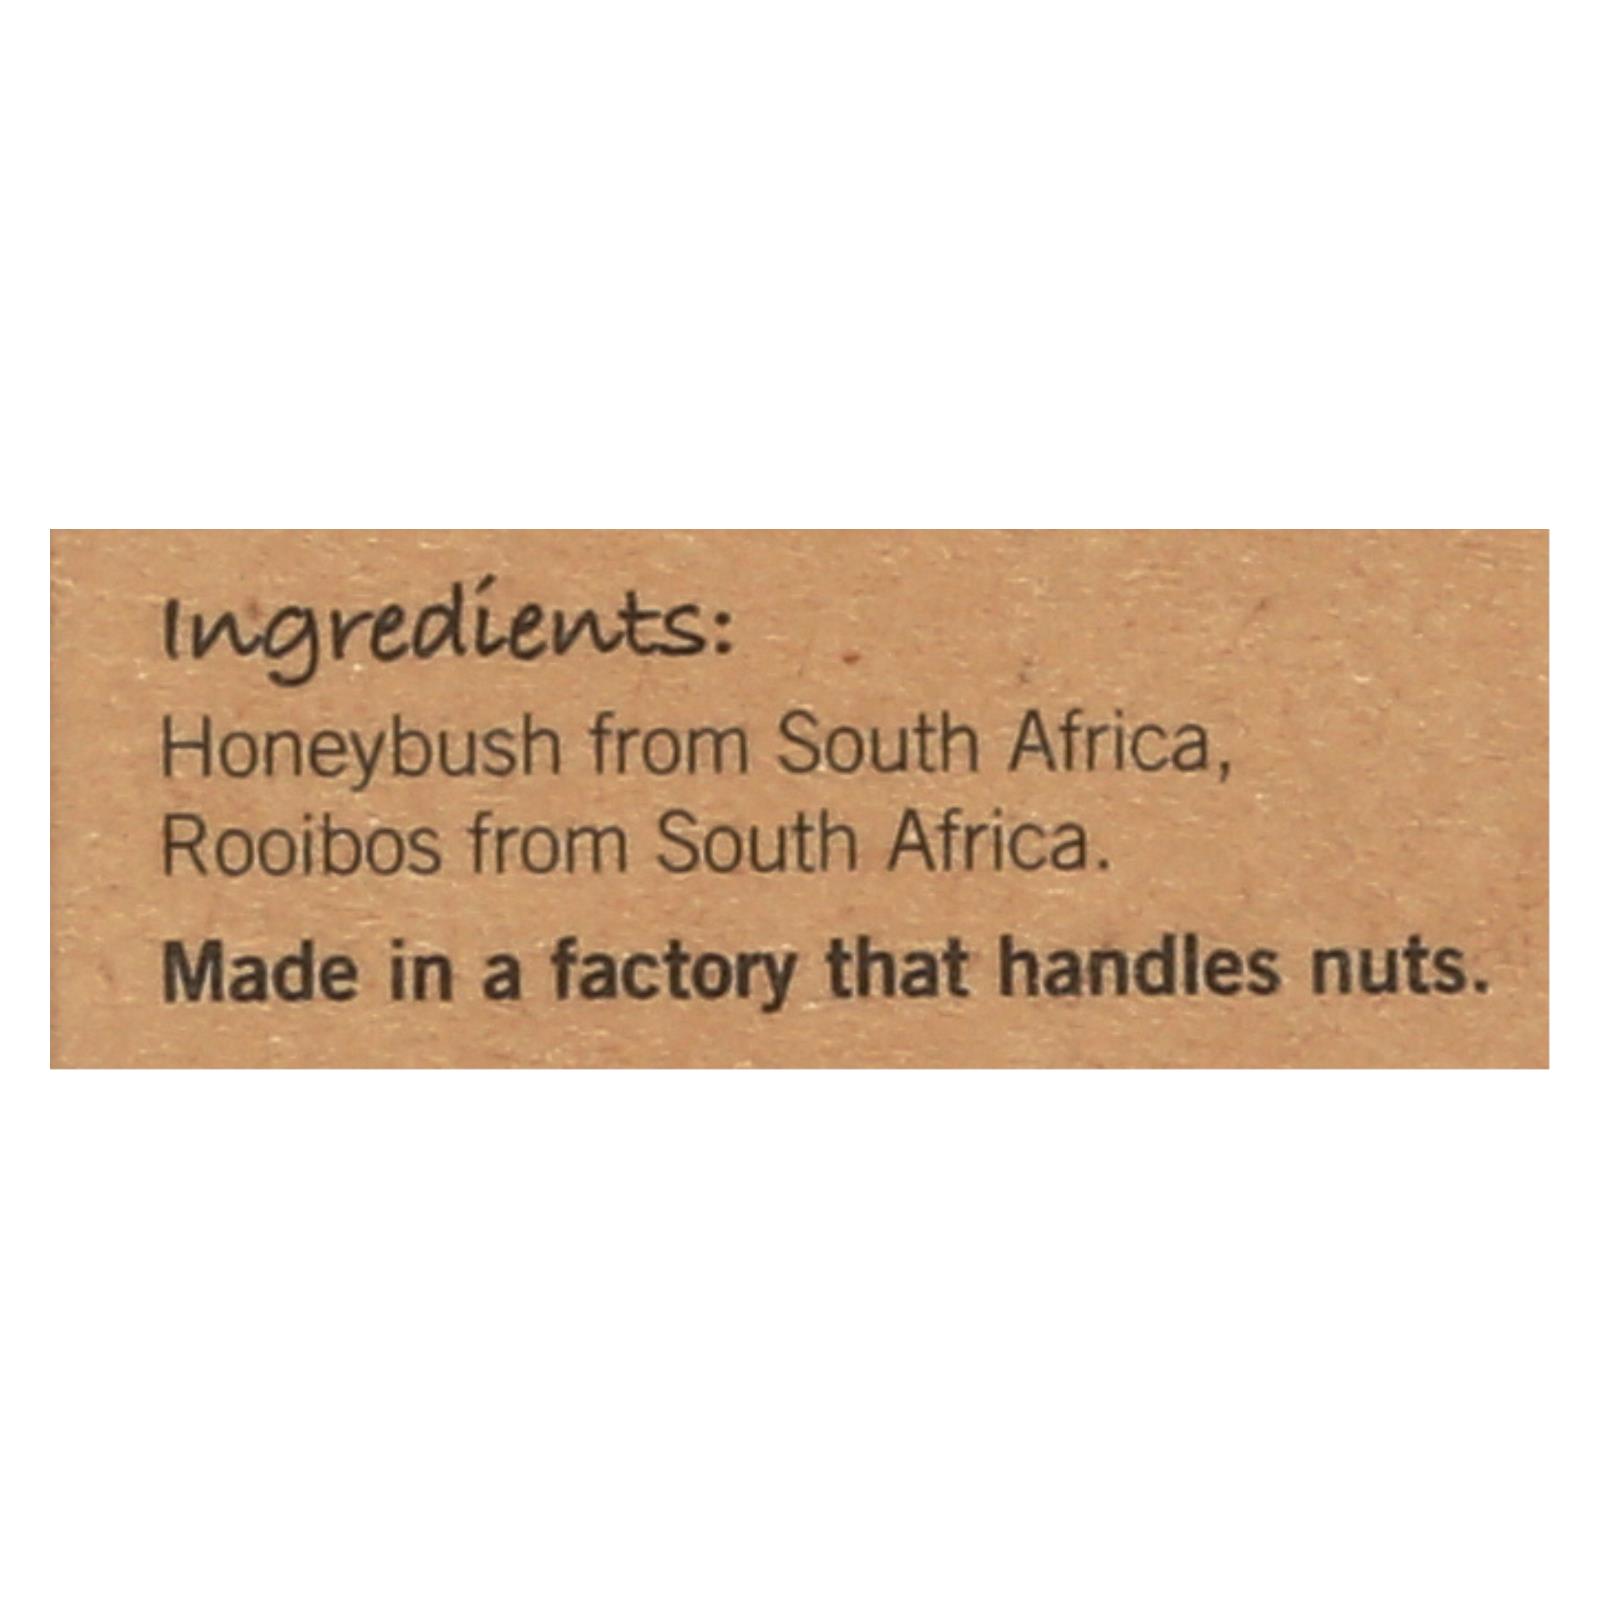 Ingredients:
Honeybush from South Africa,
Rooibos from South Africa.
Made in a factory that handles nuts.